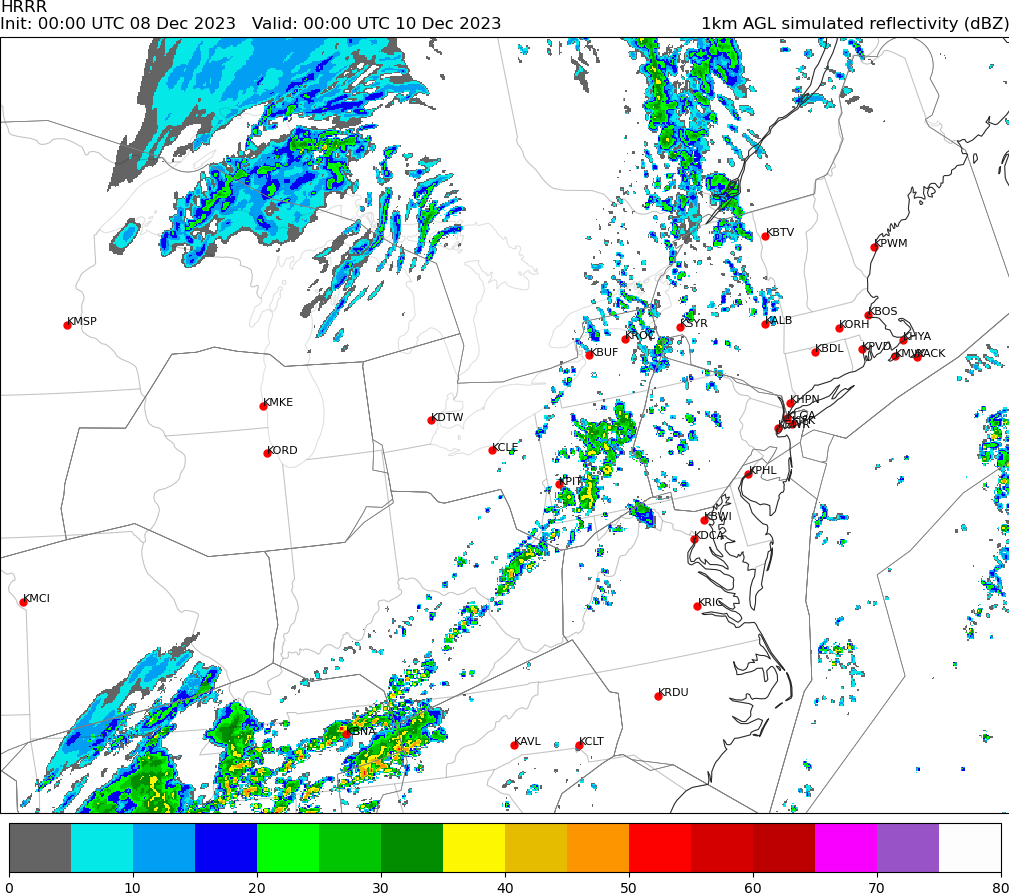 HRRR
Init: 00:00 UTC 08 Dec 2023   Valid: 00:00 UTC 10 Dec 2023   1km AGL simulated reflectivity (dBZ)
KBTV
KPWM
KMSP
KBOS
KSYR
KALB
KORH
KROC
KHYA
KBUF
KBDL
KPVD
KACK
KHPN
KMKE
KDTW
KLGA
KORD
KCLE
KPHL
KPIT
KBWI
KDCA
KMCI
KRIC
KRDU
KBNA
KAVL
KCLT
0 10 20 30 40 50 60 70 80